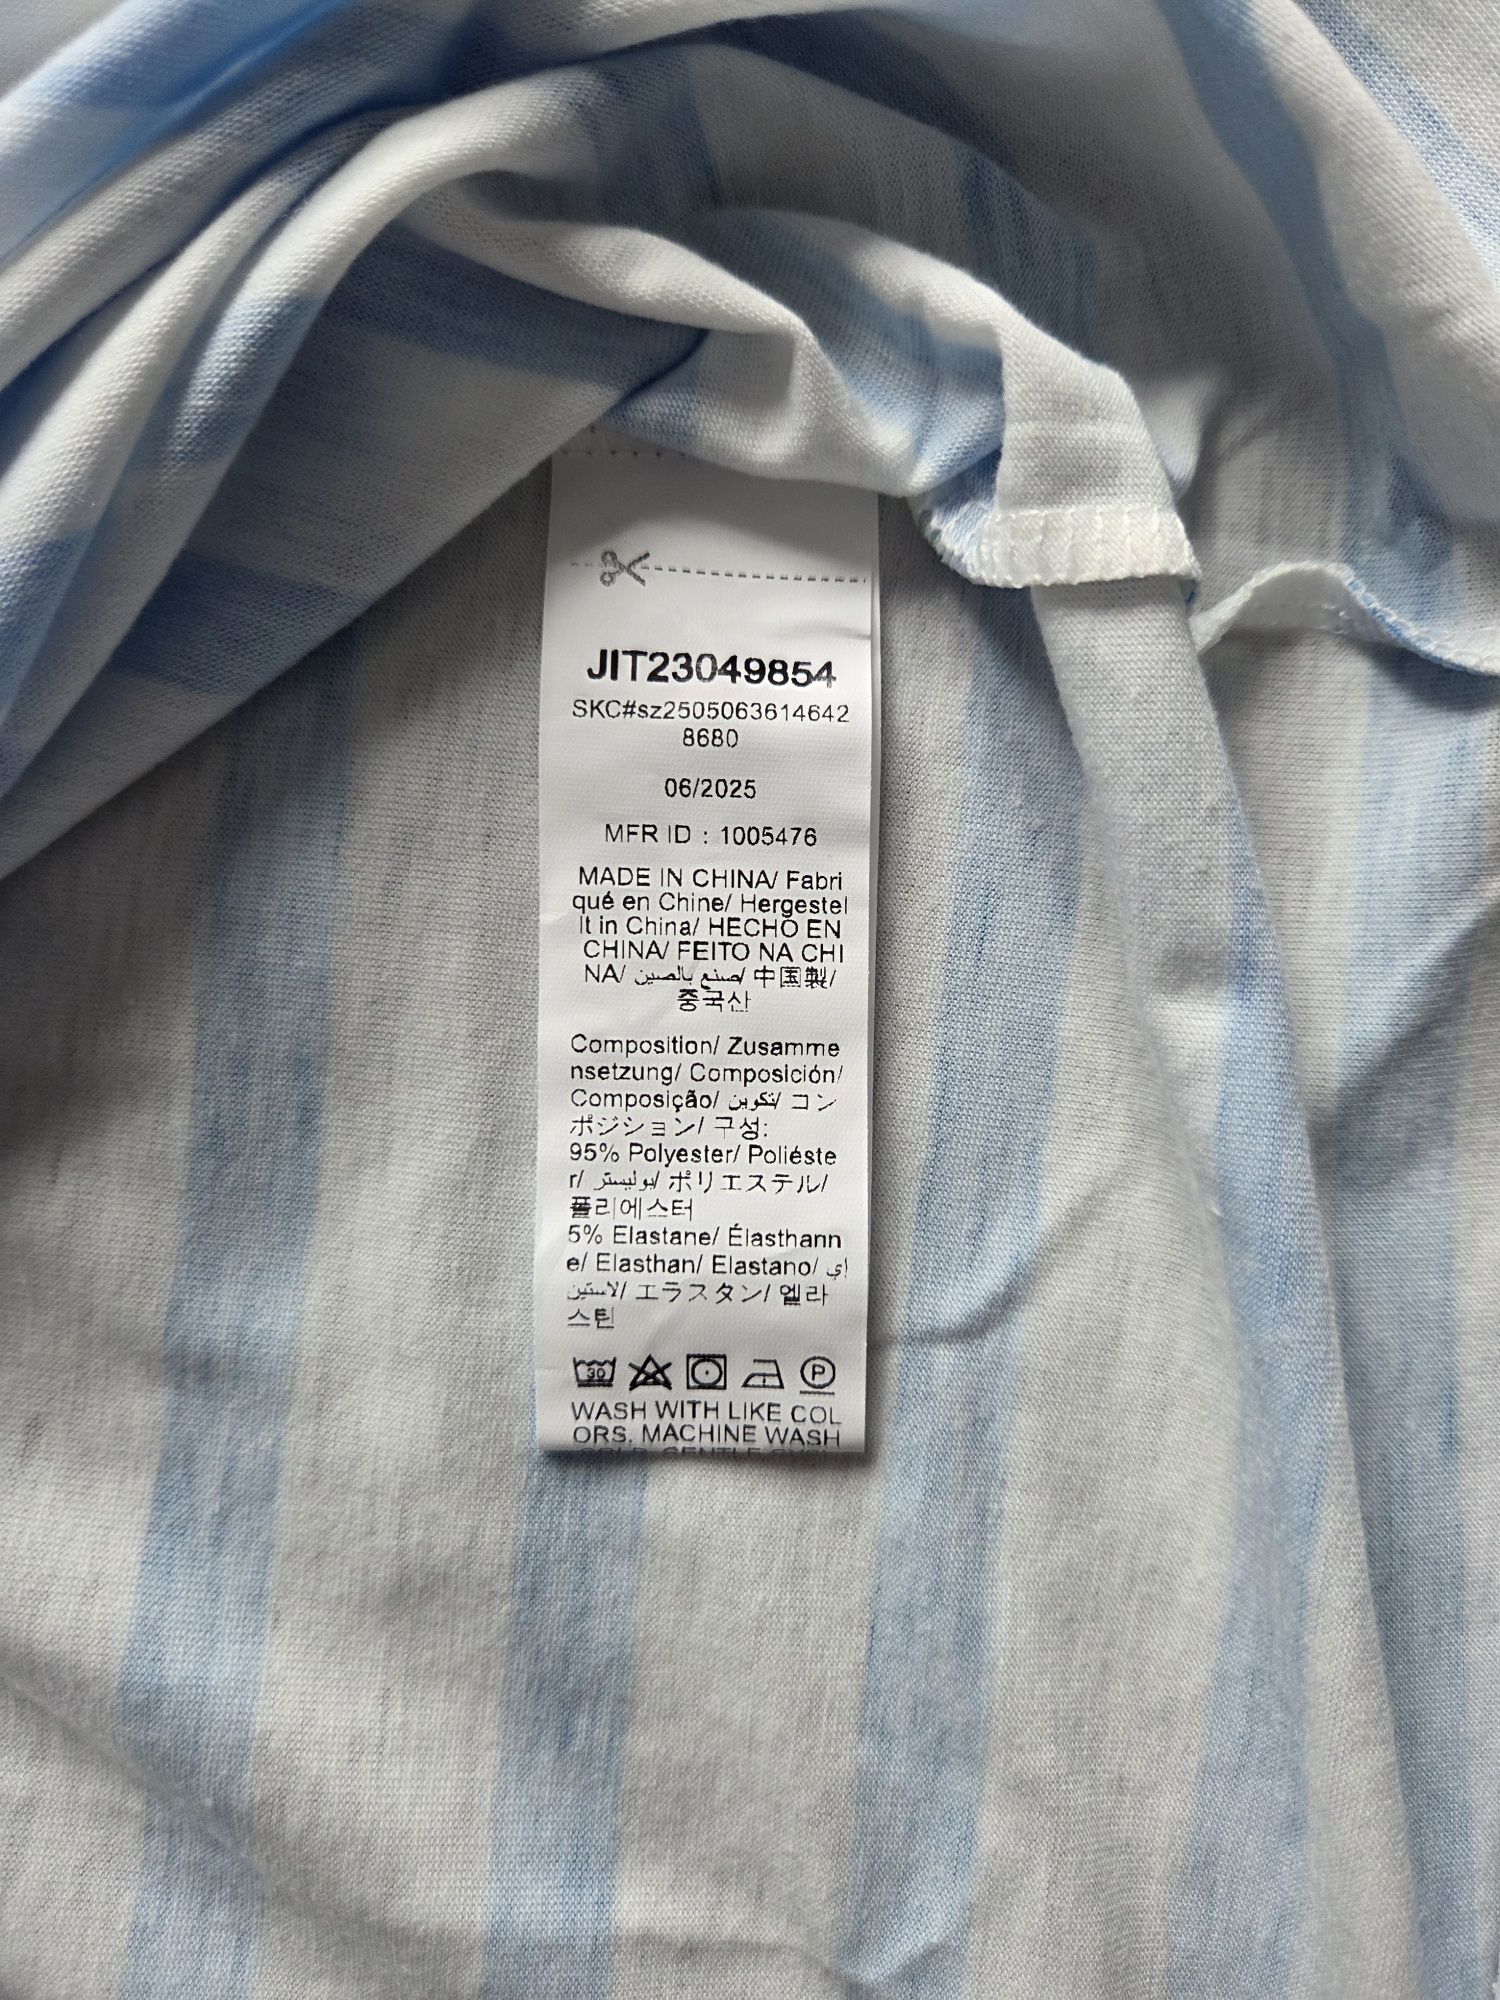 JIT23049854
SKC#sz2505063614642
8680
06/2025
MFR ID : 1005476
MADE IN CHINA/ Fabri
qué en Chine/ Hergestel
lt in China/ HECHO EN
CHINA/ FEITO NA CHI
NA/ صنع بالصين/ 中国製/
중국산
Composition/ Zusamme
nsetzung/ Composición/
Composição/ تكوين/ コン
ポジション/ 구성:
95% Polyester/ Poliéste
r/ بوليستر/ ポリエステル/
폴리에스터
5% Elastane/ Élasthann
e/ Elasthan/ Elastano/ إي
لاستين/ エラスタン/ 엘라
스틴
30 P
WASH WITH LIKE COL
ORS, MACHINE WASH